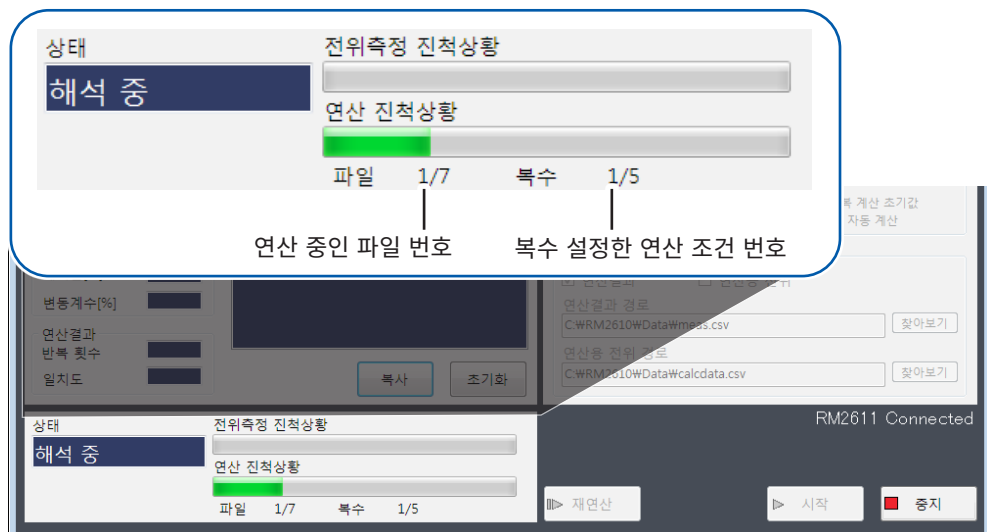 상태
전위측정 진척상황
해석 중
연산 진척상황
파일 1/7 복수 1/5
연산 중인 파일 번호
복수 설정한 연산 조건 번호
계산 초기값
자동 계산
변동계수[%]
연산결과
반복 횟수
일치도
복사
초기화
연산결과 경로
C:₩RM2610₩Data₩meas.csv
찾아보기
연산용 전위 경로
C:₩RM2610₩Data₩calcdata.csv
찾아보기
RM2611 Connected
상태
전위측정 진척상황
해석 중
연산 진척상황
파일 1/7 복수 1/5
재연산
시작
중지